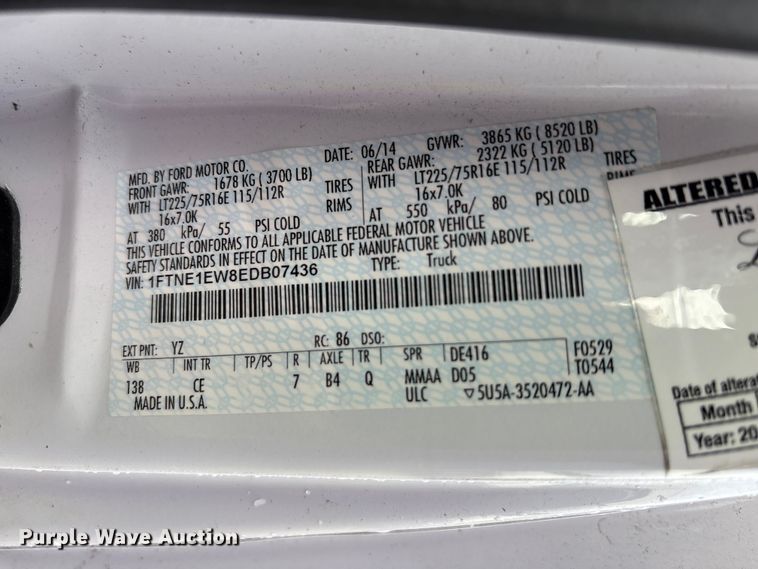 MFD. BY FORD MOTOR CO.
DATE: 06/14 GVWR: 3865 KG ( 8520 LB)
FRONT GAWR: 1678 KG ( 3700 LB)
REAR GAWR: 2322 KG ( 5120 LB)
WITH LT225/75R16E 115/112R TIRES
WITH LT225/75R16E 115/112R TIRES
16x7.0K RIMS
16x7.0K RIMS
AT 380 kPa/ 55 PSI COLD
AT 550 kPa/ 80 PSI COLD
THIS VEHICLE CONFORMS TO ALL APPLICABLE FEDERAL MOTOR VEHICLE
SAFETY STANDARDS IN EFFECT ON THE DATE OF MANUFACTURE SHOWN ABOVE.
VIN: 1FTNE1EW8EDB07436
TYPE: Truck
EXT PNT: YZ RC: 86 DSO:
WB INT TR TP/PS R AXLE TR SPR DE416 F0529
138 CE 7 B4 Q MMAA D05 T0544
MADE IN U.S.A. ULC ▽5U5A-3520472-AA
ALTERED
This
Date of altera
Month
Year: 20
Purple Wave Auction